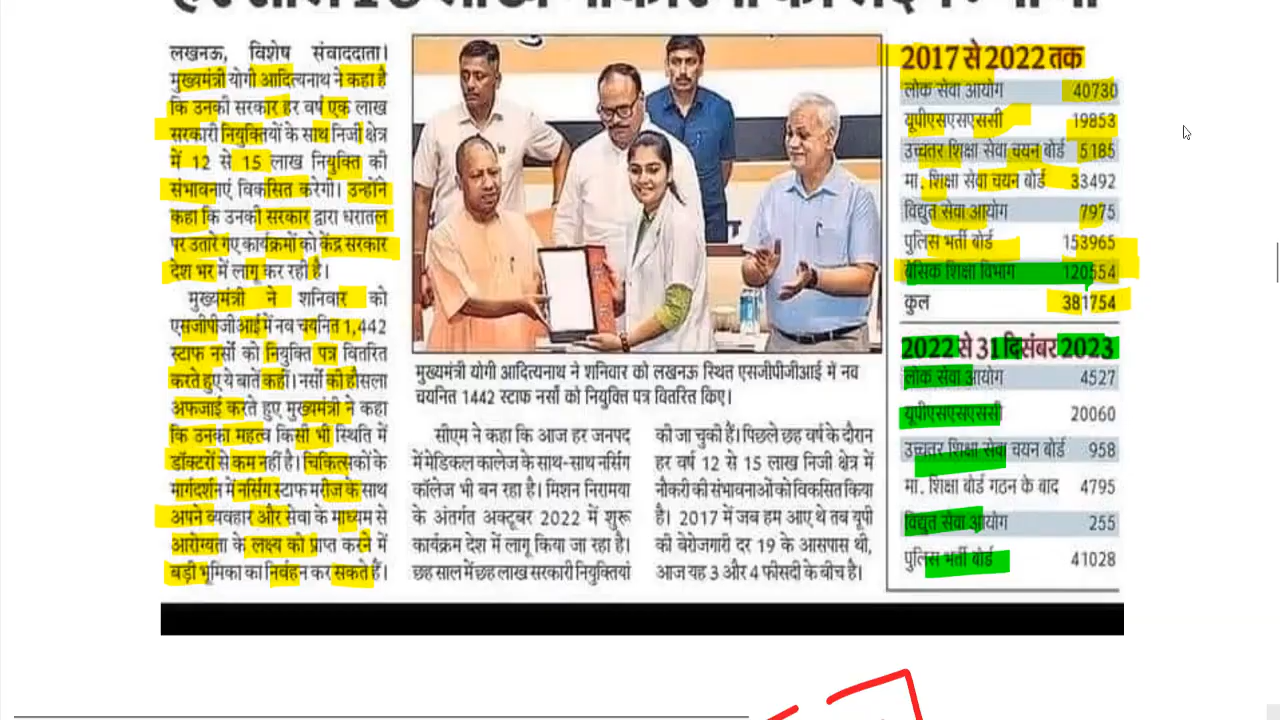 लखनऊ, विशेष संवाददाता।
मुख्यमंत्री योगी आदित्यनाथ ने कहा है
कि उनकी सरकार हर वर्ष एक लाख
सरकारी नियुक्तियों के साथ निजी क्षेत्र
में 12 से 15 लाख नियुक्ति की
संभावनाएं विकसित करेगी। उन्होंने
कहा कि उनकी सरकार द्वारा धरातल
पर उतारे गए कार्यक्रमों को केंद्र सरकार
देश भर में लागू कर रही है।
मुख्यमंत्री ने शनिवार को
एसजीपीजीआई में नव चयनित 1,442
स्टाफ नर्सों को नियुक्ति पत्र वितरित
करते हुए ये बातें कहीं। नर्सों की हौसला
अफजाई करते हुए मुख्यमंत्री ने कहा
कि उनका महत्व किसी भी स्थिति में
डॉक्टरों से कम नहीं है। चिकित्सकों के
मार्गदर्शन में नर्सिंग स्टाफ मरीज के साथ
अपने व्यवहार और सेवा के माध्यम से
आरोग्यता के लक्ष्य को प्राप्त करने में
बड़ी भूमिका का निर्वहन कर सकते हैं।
मुख्यमंत्री योगी आदित्यनाथ ने शनिवार को लखनऊ स्थित एसजीपीजीआई में नव
चयनित 1442 स्टाफ नर्सों को नियुक्ति पत्र वितरित किए।
सीएम ने कहा कि आज हर जनपद
में मेडिकल कालेज के साथ-साथ नर्सिंग
कॉलेज भी बन रहा है। मिशन निरामया
के अंतर्गत अक्टूबर 2022 में शुरू
कार्यक्रम देश में लागू किया जा रहा है।
छह साल में छह लाख सरकारी नियुक्तियां
की जा चुकी हैं। पिछले छह वर्ष के दौरान
हर वर्ष 12 से 15 लाख निजी क्षेत्र में
नौकरी की संभावनाओं को विकसित किया
है। 2017 में जब हम आए थे तब यूपी
की बेरोजगारी दर 19 के आसपास थी,
आज यह 3 और 4 फीसदी के बीच है।
2017 से 2022 तक
लोक सेवा आयोग 40730
यूपीएसएसएससी 19853
उच्चतर शिक्षा सेवा चयन बोर्ड 5185
मा. शिक्षा सेवा चयन बोर्ड 33492
विद्युत सेवा आयोग 7975
पुलिस भर्ती बोर्ड 153965
बेसिक शिक्षा विभाग 120554
कुल 381754
2022 से 31 दिसंबर 2023
लोक सेवा आयोग 4527
यूपीएसएसएससी 20060
उच्चतर शिक्षा सेवा चयन बोर्ड 958
मा. शिक्षा बोर्ड गठन के बाद 4795
विद्युत सेवा आयोग 255
पुलिस भर्ती बोर्ड 41028